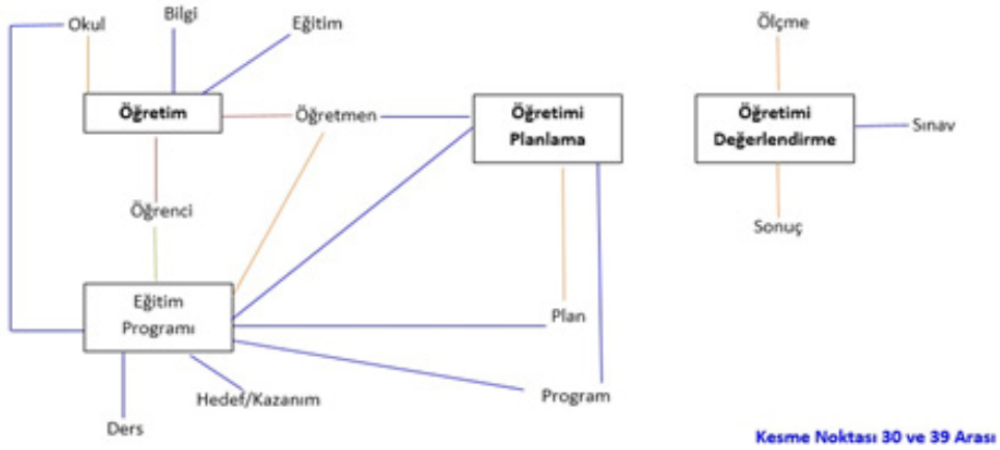 Okul
Bilgi
Eğitim
Ölçme
Öğretim
Öğretmen
Öğretimi
Planlama
Öğretimi
Değerlendirme
Sınav
Öğrenci
Sonuç
Eğitim
Programı
Plan
Hedef/Kazanım
Program
Ders
Kesme Noktası 30 ve 39 Arası